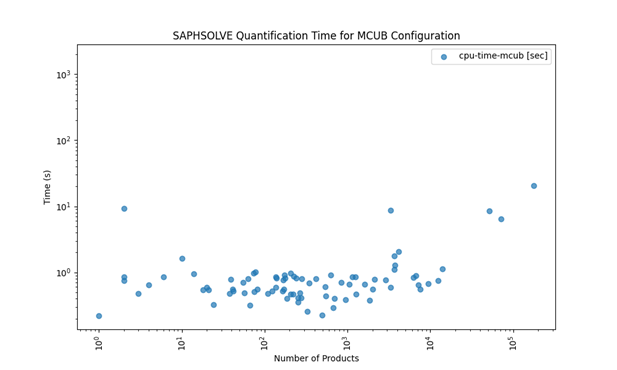 SAPHSOLVE Quantification Time for MCUB Configuration
cpu-time-mcub [sec]
10³
10²
10¹
10⁰
Time (s)
10⁰
10¹
10²
10³
10⁴
10⁵
Number of Products